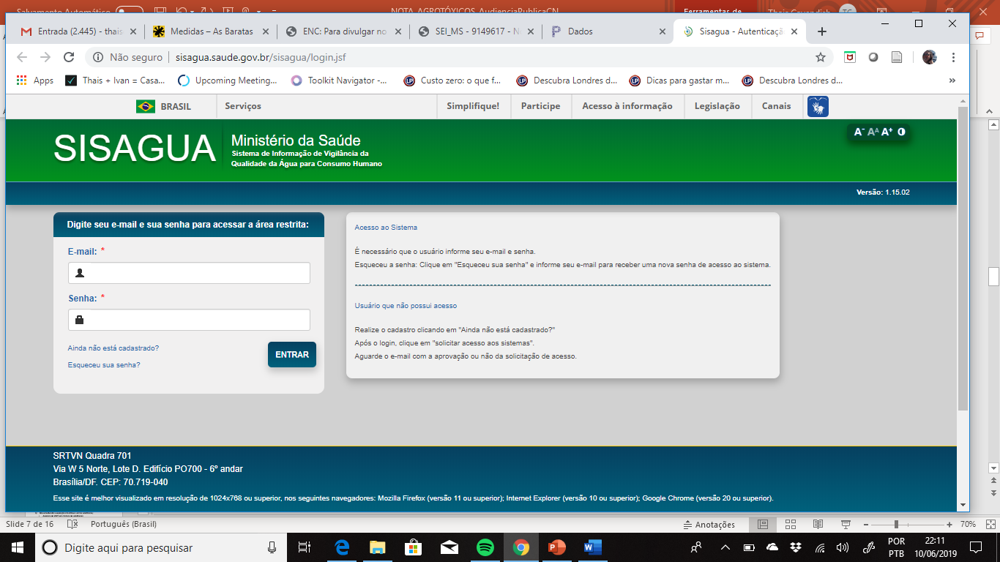 Salvamento Automático
NOTA_AGROTÓXICOS_AudienciaPublicaCN
Ferramentas de
Thais Cavendish
TC
Entrada (2.445) - thais
Medidas – As Baratas
ENC: Para divulgar no
SEI_MS - 9149617 - N
Dados
Sisagua - Autenticaçã
Não seguro
sisagua.saude.gov.br/sisagua/login.jsf
Apps
Thais + Ivan = Casa...
Upcoming Meeting...
Toolkit Navigator -...
Custo zero: o que f...
Descubra Londres d...
Dicas para gastar m...
Descubra Londres d...
»
BRASIL
Serviços
Simplifique!
Participe
Acesso à informação
Legislação
Canais
SISAGUA
Ministério da Saúde
Sistema de Informação de Vigilância da
Qualidade da Água para Consumo Humano
A- AA A+ O
Versão: 1.15.02
Digite seu e-mail e sua senha para acessar a área restrita:
E-mail: *
Senha: *
Ainda não está cadastrado?
Esqueceu sua senha?
ENTRAR
Acesso ao Sistema
É necessário que o usuário informe seu e-mail e senha.
Esqueceu a senha: Clique em "Esqueceu sua senha" e informe seu e-mail para receber uma nova senha de acesso ao sistema.
Usuário que não possui acesso
Realize o cadastro clicando em "Ainda não está cadastrado?"
Após o login, clique em "solicitar acesso aos sistemas".
Aguarde o e-mail com a aprovação ou não da solicitação de acesso.
SRTVN Quadra 701
Via W 5 Norte, Lote D. Edifício PO700 - 6º andar
Brasília/DF. CEP: 70.719-040
Esse site é melhor visualizado em resolução de 1024x768 ou superior, nos seguintes navegadores: Mozilla Firefox (versão 11 ou superior); Internet Explorer (versão 10 ou superior); Google Chrome (versão 20 ou superior).
Slide 7 de 16
Português (Brasil)
Anotações
70%
Digite aqui para pesquisar
POR
PTB
22:11
10/06/2019